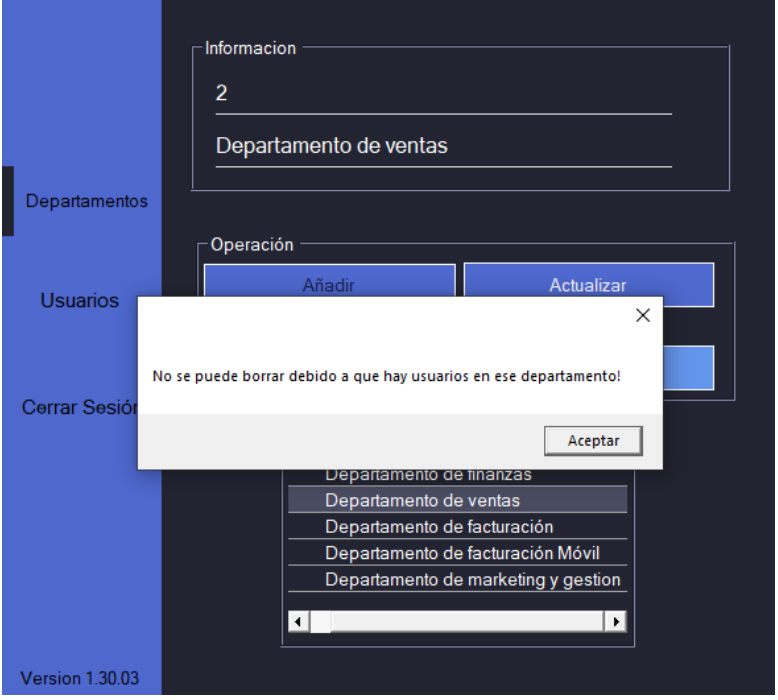 Informacion
2
Departamento de ventas
Departamentos
Operación
Añadir
Actualizar
Usuarios
No se puede borrar debido a que hay usuarios en ese departamento!
Cerrar Sesión
Aceptar
Departamento de finanzas
Departamento de ventas
Departamento de facturación
Departamento de facturación Móvil
Departamento de marketing y gestion
Version 1.30.03